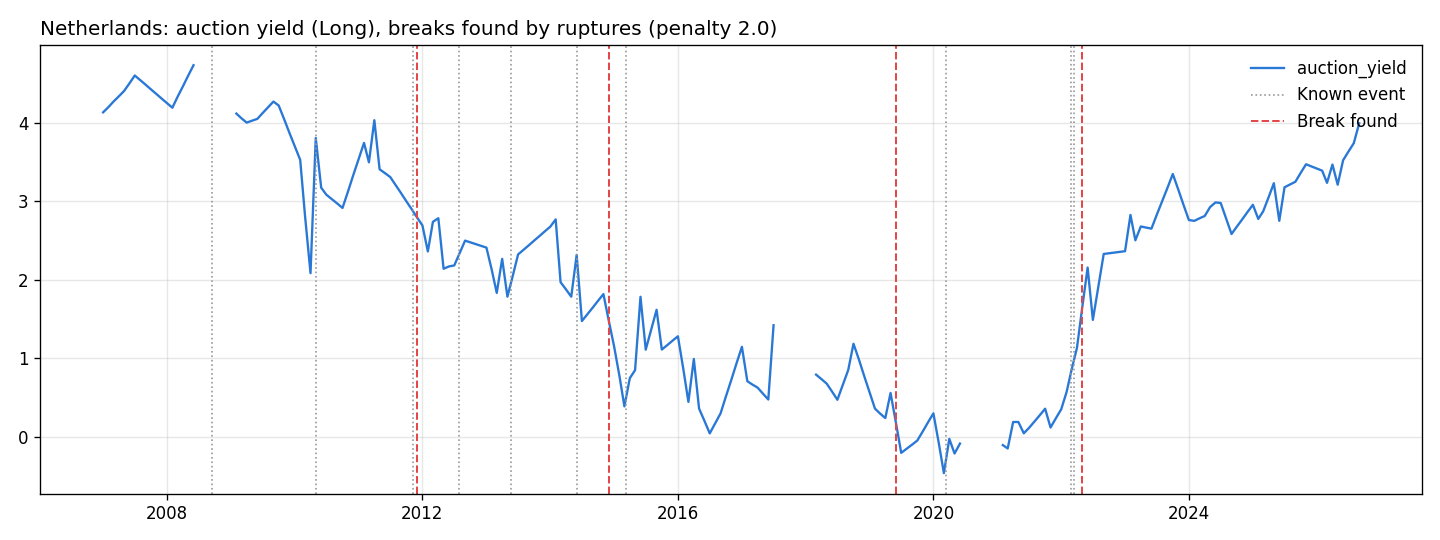 Netherlands: auction yield (Long), breaks found by ruptures (penalty 2.0)
auction_yield
Known event
Break found
4
3
2
1
0
2008 2012 2016 2020 2024